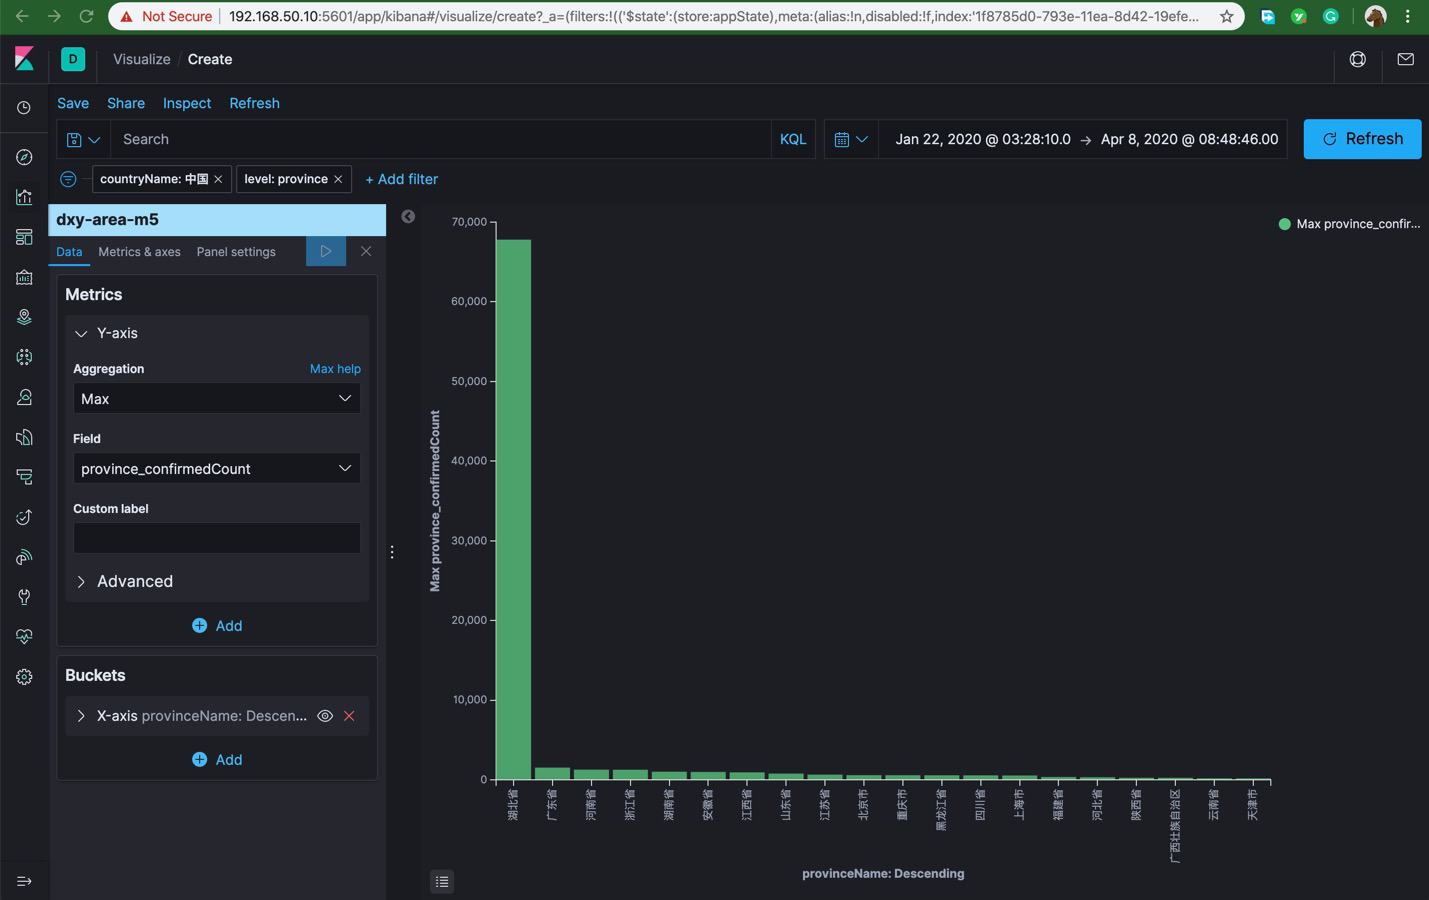 Not Secure
192.168.50.10:5601/app/kibana#/visualize/create?_a=(filters:!(('$state':(store:appState),meta:(alias:!n,disabled:!f,index:'1f8785d0-793e-11ea-8d42-19efe...
D
Visualize / Create
Save Share Inspect Refresh
Search
KQL
Jan 22, 2020 @ 03:28:10.0 → Apr 8, 2020 @ 08:48:46.00
Refresh
countryName: 中国 ×
level: province ×
+ Add filter
dxy-area-m5
Data Metrics & axes Panel settings
Metrics
Y-axis
Aggregation Max help
Max
Field
province_confirmedCount
Custom label
Advanced
Add
Buckets
X-axis provinceName: Descen...
Add
Max province_confirmedCount
70,000
60,000
50,000
40,000
30,000
20,000
10,000
0
湖北省
广东省
河南省
浙江省
湖南省
安徽省
江西省
山东省
江苏省
北京市
重庆市
黑龙江省
四川省
上海市
福建省
河北省
陕西省
广西壮族自治区
云南省
天津市
provinceName: Descending
Max province_confir...